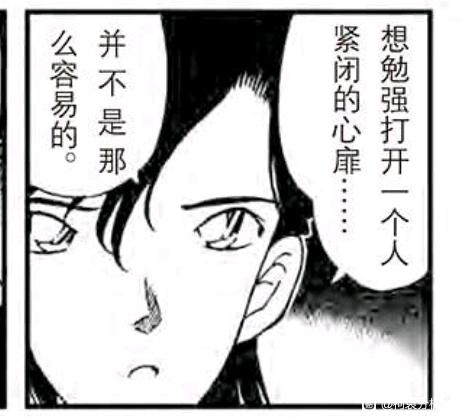 想勉强打开一个人
紧闭的心扉……
并不是那
么容易的。